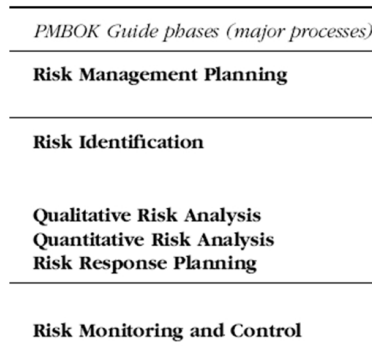 PMBOK Guide phases (major processes)
Risk Management Planning
Risk Identification
Qualitative Risk Analysis
Quantitative Risk Analysis
Risk Response Planning
Risk Monitoring and Control